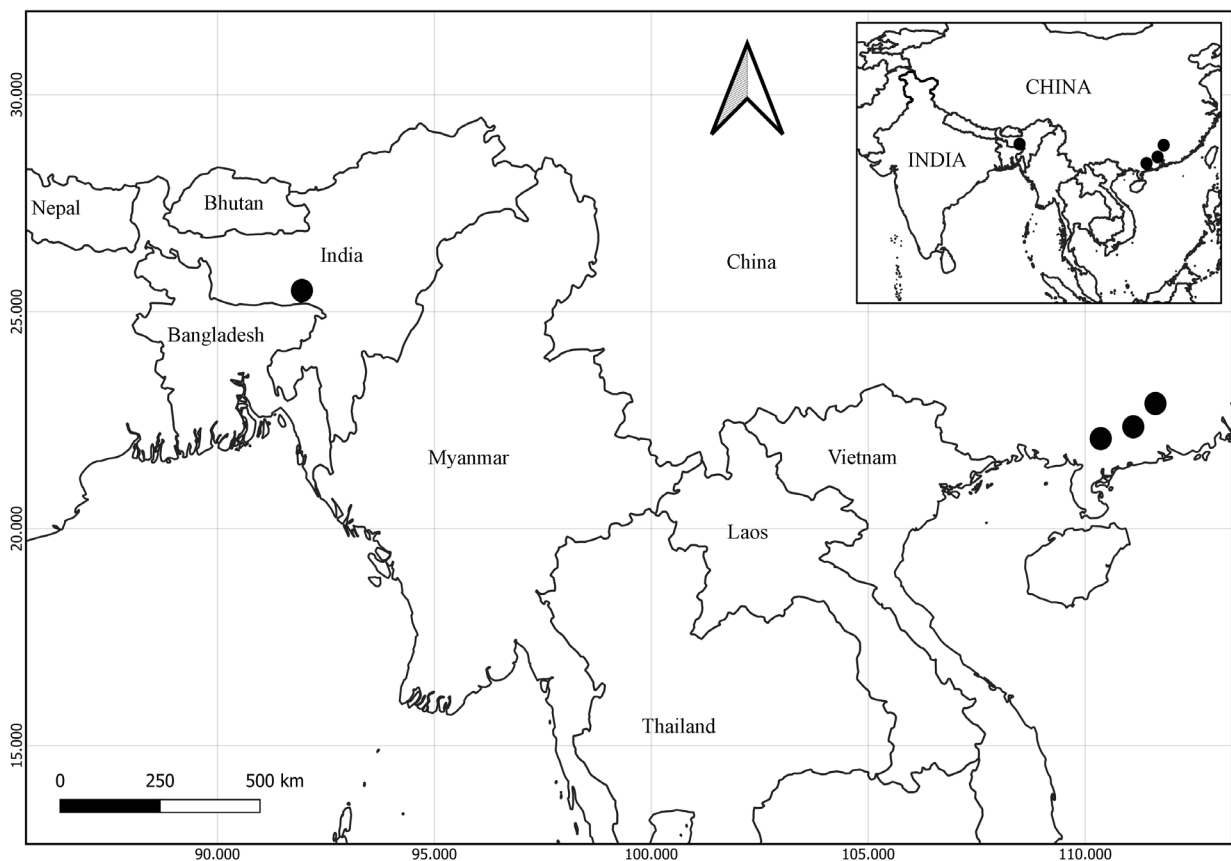 30.000
25.000
20.000
15.000
CHINA
INDIA
Nepal
Bhutan
India
China
Bangladesh
Myanmar
Vietnam
Laos
Thailand
0 250 500 km
90.000 95.000 100.000 105.000 110.000